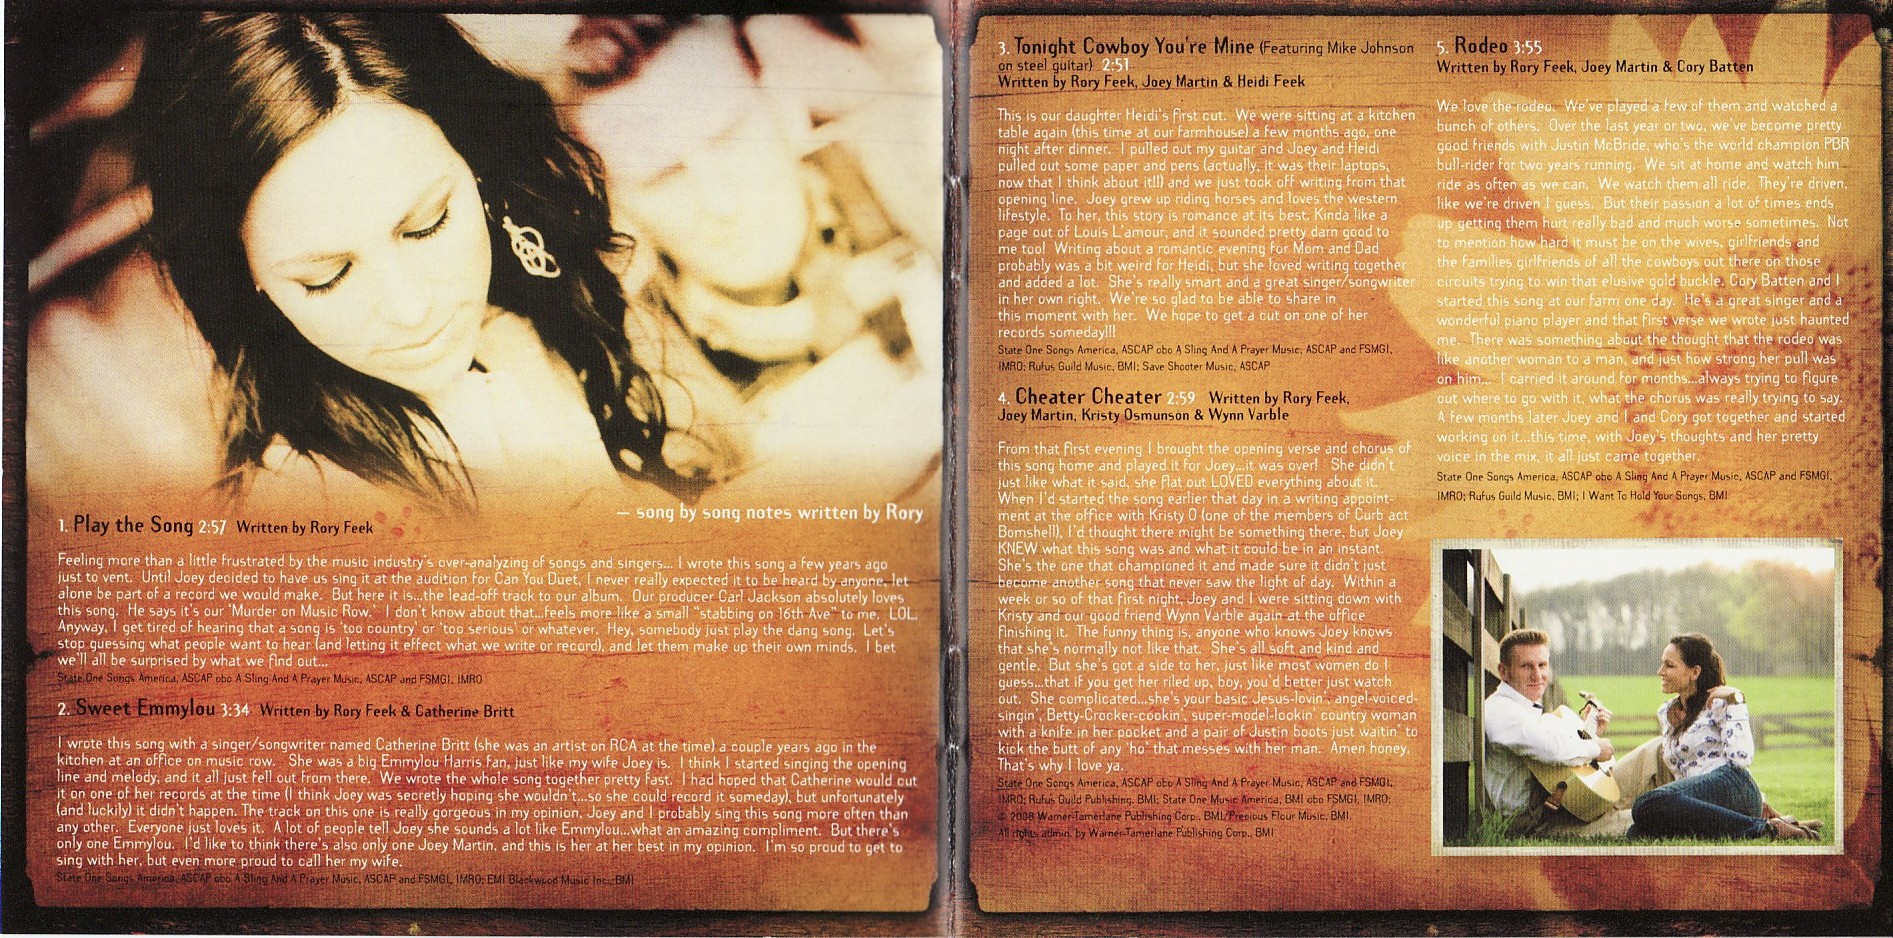 — song by song notes written by Rory
1. Play the Song 2:57 Written by Rory Feek
Feeling more than a little frustrated by the music industry's over-analyzing of songs and singers... I wrote this song a few years ago
just to vent. Until Joey decided to have us sing it at the audition for Can You Duet, I never really expected it to be heard by anyone, let
alone be part of a record we would make. But here it is...the lead-off track to our album. Our producer Carl Jackson absolutely loves
this song. He says it's our 'Murder on Music Row.' I don't know about that...feels more like a small "stabbing on 16th Ave" to me. LOL.
Anyway, I get tired of hearing that a song is 'too country' or 'too serious' or whatever. Hey, somebody just play the dang song. Let's
stop guessing what people want to hear (and letting it effect what we write or record), and let them make up their own minds. I bet
we'll all be surprised by what we find out...
State One Songs America, ASCAP obo A Sling And A Prayer Music, ASCAP and FSMGI, IMRO
2. Sweet Emmylou 3:34 Written by Rory Feek & Catherine Britt
I wrote this song with a singer/songwriter named Catherine Britt (she was an artist on RCA at the time) a couple years ago in the
kitchen at an office on music row. She was a big Emmylou Harris fan, just like my wife Joey is. I think I started singing the opening
line and melody, and it all just fell out from there. We wrote the whole song together pretty fast. I had hoped that Catherine would cut
it on one of her records at the time (I think Joey was secretly hoping she wouldn't...so she could record it someday), but unfortunately
(and luckily) it didn't happen. The track on this one is really gorgeous in my opinion. Joey and I probably sing this song more often than
any other. Everyone just loves it. A lot of people tell Joey she sounds a lot like Emmylou...what an amazing compliment. But there's
only one Emmylou. I'd like to think there's also only one Joey Martin, and this is her at her best in my opinion. I'm so proud to get to
sing with her, but even more proud to call her my wife.
State One Songs America, ASCAP obo A Sling And A Prayer Music, ASCAP and FSMGI, IMRO; EMI Blackwood Music Inc., BMI
3. Tonight Cowboy You're Mine (Featuring Mike Johnson
on steel guitar) 2:51
Written by Rory Feek, Joey Martin & Heidi Feek
This is our daughter Heidi's first cut. We were sitting at a kitchen
table again (this time at our farmhouse) a few months ago, one
night after dinner. I pulled out my guitar and Joey and Heidi
pulled out some paper and pens (actually, it was their laptops,
now that I think about it!!) and we just took off writing from that
opening line. Joey grew up riding horses and loves the western
lifestyle. To her, this story is romance at its best. Kinda like a
page out of Louis L'amour, and it sounded pretty darn good to
me too! Writing about a romantic evening for Mom and Dad
probably was a bit weird for Heidi, but she loved writing together
and added a lot. She's really smart and a great singer/songwriter
in her own right. We're so glad to be able to share in
this moment with her. We hope to get a cut on one of her
records someday!!!
State One Songs America, ASCAP obo A Sling And A Prayer Music, ASCAP and FSMGI,
IMRO; Rufus Guild Music, BMI; Save Shooter Music, ASCAP
4. Cheater Cheater 2:59 Written by Rory Feek,
Joey Martin, Kristy Osmunson & Wynn Varble
From that first evening I brought the opening verse and chorus of
this song home and played it for Joey...it was over! She didn't
just like what it said, she flat out LOVED everything about it.
When I'd started the song earlier that day in a writing appoint-
ment at the office with Kristy O (one of the members of Curb act
Bomshell), I'd thought there might be something there, but Joey
KNEW what this song was and what it could be in an instant.
She's the one that championed it and made sure it didn't just
become another song that never saw the light of day. Within a
week or so of that first night, Joey and I were sitting down with
Kristy and our good friend Wynn Varble again at the office
finishing it. The funny thing is, anyone who knows Joey knows
that she's normally not like that. She's all soft and kind and
gentle. But she's got a side to her, just like most women do I
guess...that if you get her riled up, boy, you'd better just watch
out. She complicated...she's your basic Jesus-lovin', angel-voiced-
singin', Betty-Crocker-cookin', super-model-lookin' country woman
with a knife in her pocket and a pair of Justin boots just waitin' to
kick the butt of any 'ho' that messes with her man. Amen honey.
That's why I love ya.
State One Songs America, ASCAP obo A Sling And A Prayer Music, ASCAP and FSMGI,
IMRO; Rufus Guild Publishing, BMI; State One Music America, BMI obo FSMGI, IMRO;
© 2008 Warner-Tamerlane Publishing Corp., BMI/Precious Flour Music, BMI.
All rights admin. by Warner-Tamerlane Publishing Corp., BMI
5. Rodeo 3:55
Written by Rory Feek, Joey Martin & Cory Batten
We love the rodeo. We've played a few of them and watched a
bunch of others. Over the last year or two, we've become pretty
good friends with Justin McBride, who's the world champion PBR
bull-rider for two years running. We sit at home and watch him
ride as often as we can. We watch them all ride. They're driven,
like we're driven I guess. But their passion a lot of times ends
up getting them hurt really bad and much worse sometimes. Not
to mention how hard it must be on the wives, girlfriends and
the families girlfriends of all the cowboys out there on those
circuits trying to win that elusive gold buckle. Cory Batten and I
started this song at our farm one day. He's a great singer and a
wonderful piano player and that first verse we wrote just haunted
me. There was something about the thought that the rodeo was
like another woman to a man, and just how strong her pull was
on him... I carried it around for months...always trying to figure
out where to go with it, what the chorus was really trying to say.
A few months later Joey and I and Cory got together and started
working on it...this time, with Joey's thoughts and her pretty
voice in the mix, it all just came together.
State One Songs America, ASCAP obo A Sling And A Prayer Music, ASCAP and FSMGI,
IMRO; Rufus Guild Music, BMI; I Want To Hold Your Songs, BMI